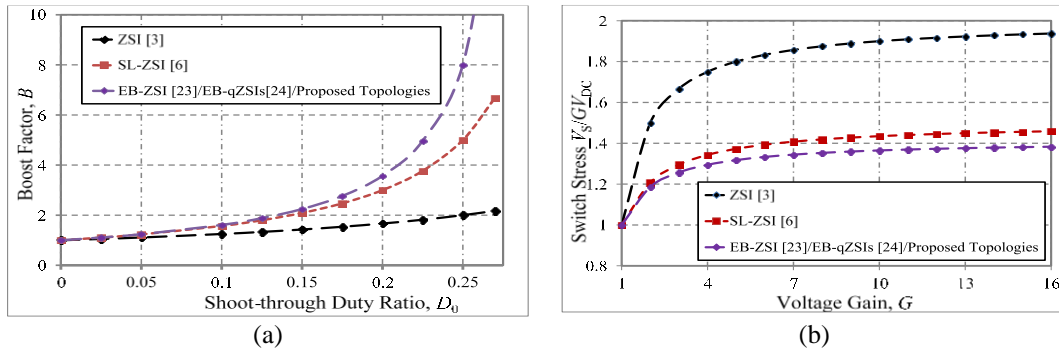 10
8
6
4
2
0
Boost Factor, B
ZSI [3]
SL-ZSI [6]
EB-ZSI [23]/EB-qZSIs[24]/Proposed Topologies
0
0.05
0.1
0.15
0.2
0.25
Shoot-through Duty Ratio, D0
(a)
2
1.8
1.6
1.4
1.2
1
0.8
Switch Stress VS/GVDC
ZSI [3]
SL-ZSI [6]
EB-ZSI [23]/EB-qZSIs [24]/Proposed Topologies
1
4
7
10
13
16
Voltage Gain, G
(b)